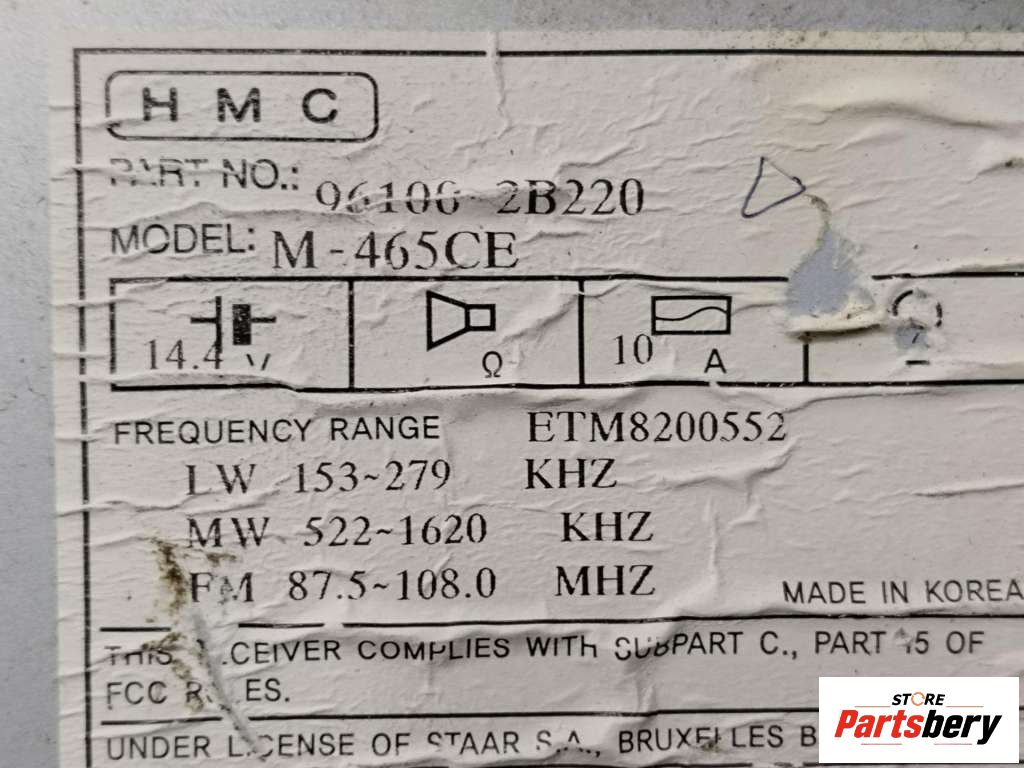 HMC
PART NO.: 96100-2B220
MODEL: M-465CE
14.4 V
Ω
10 A
FREQUENCY RANGE ETM8200552
LW 153~279 KHZ
MW 522~1620 KHZ
FM 87.5~108.0 MHZ
MADE IN KOREA
THIS RECEIVER COMPLIES WITH SUBPART C., PART 15 OF
FCC RULES.
UNDER LICENSE OF STAAR S.A., BRUXELLES B
STORE
Partsbery